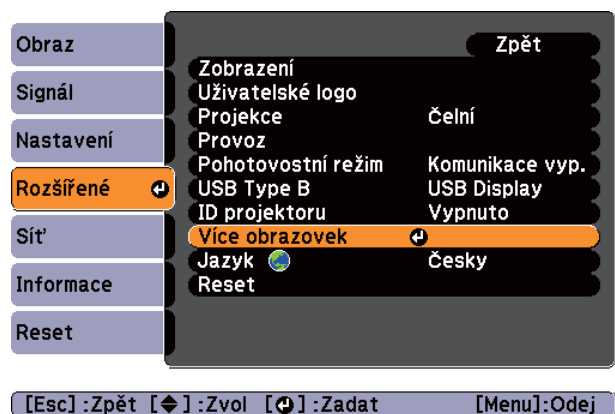 Obraz
Signál
Nastavení
Rozšířené
Síť
Informace
Reset
Zpět
Zobrazení
Uživatelské logo
Projekce Čelní
Provoz
Pohotovostní režim Komunikace vyp.
USB Type B USB Display
ID projektoru Vypnuto
Více obrazovek
Jazyk Česky
Reset
[Esc] :Zpět [◆] :Zvol [⏎] :Zadat [Menu]:Odej